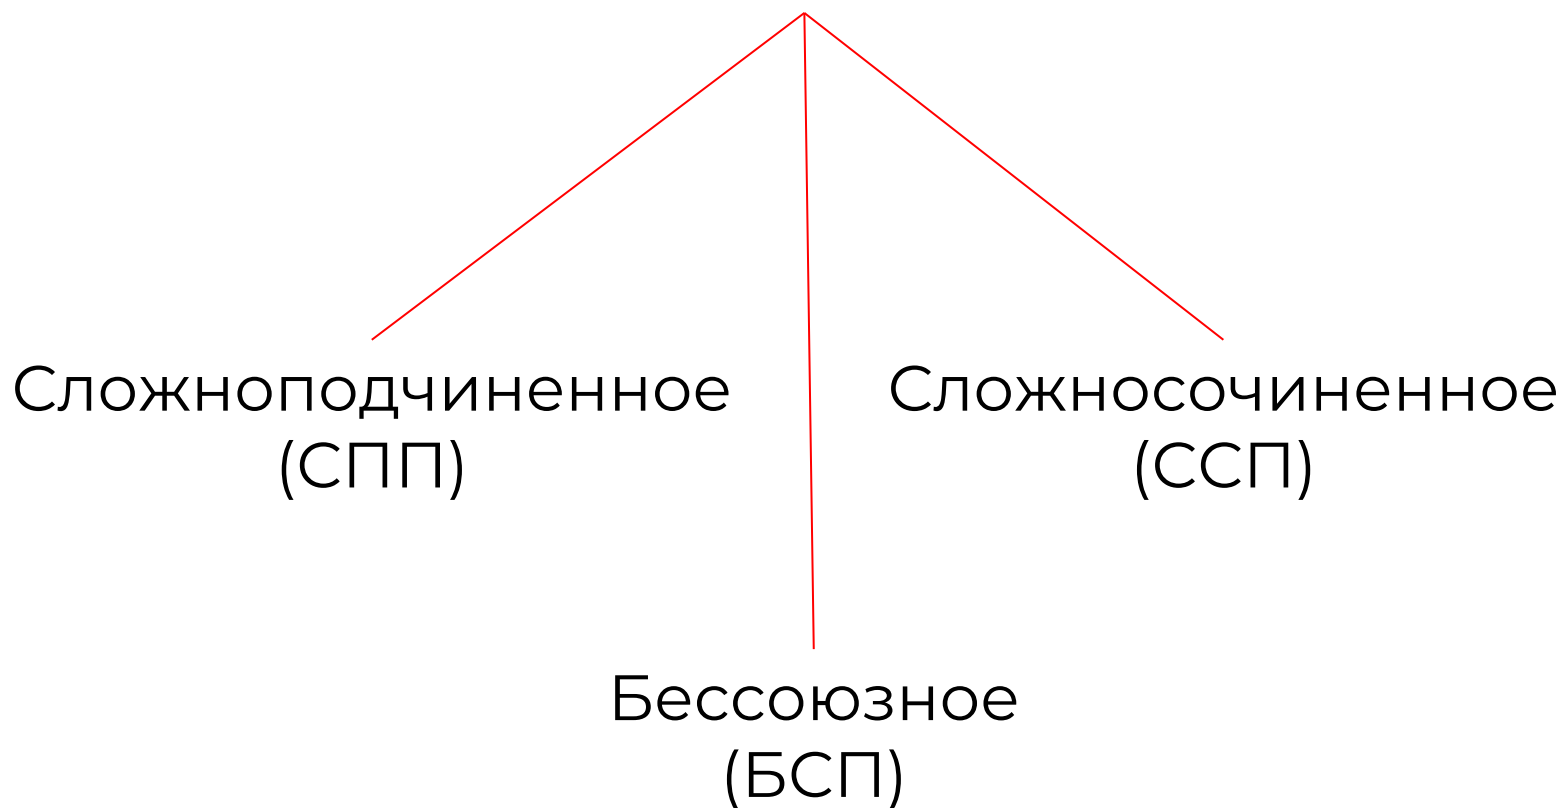 Сложноподчиненное
(СПП)
Сложносочиненное
(ССП)
Бессоюзное
(БСП)